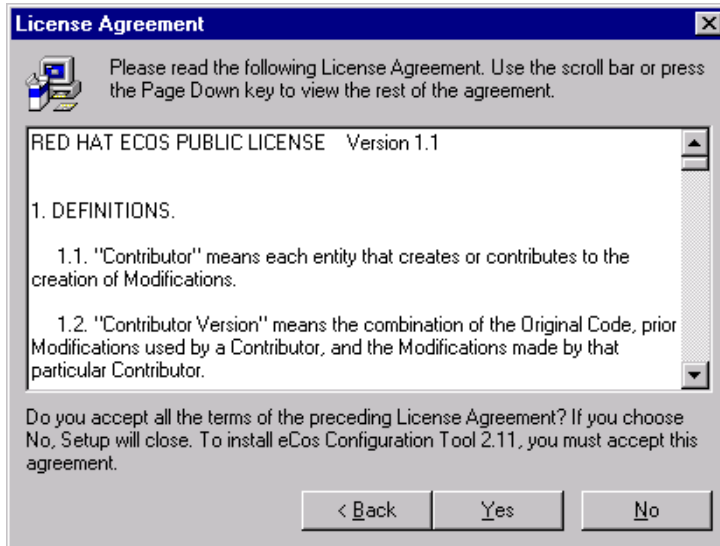 License Agreement
Please read the following License Agreement. Use the scroll bar or press
the Page Down key to view the rest of the agreement.
RED HAT ECOS PUBLIC LICENSE    Version 1.1
1. DEFINITIONS.
1.1. "Contributor" means each entity that creates or contributes to the
creation of Modifications.
1.2. "Contributor Version" means the combination of the Original Code, prior
Modifications used by a Contributor, and the Modifications made by that
particular Contributor.
Do you accept all the terms of the preceding License Agreement? If you choose
No, Setup will close. To install eCos Configuration Tool 2.11, you must accept this
agreement.
< Back
Yes
No